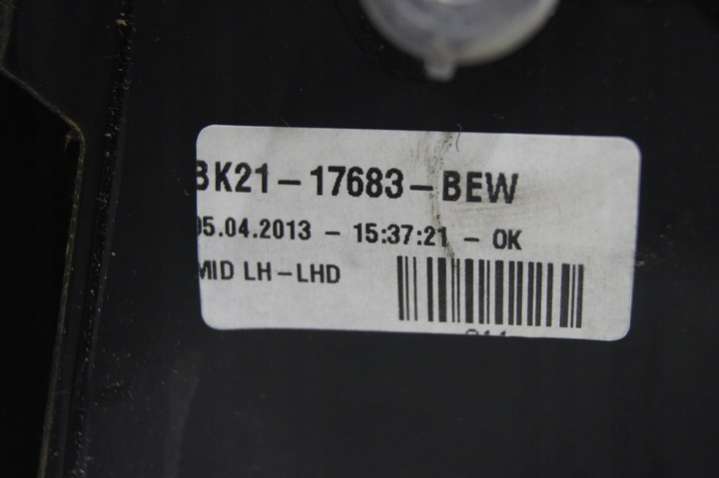 BK21-17683-BEW
05.04.2013 - 15:37:21 - OK
MID LH-LHD